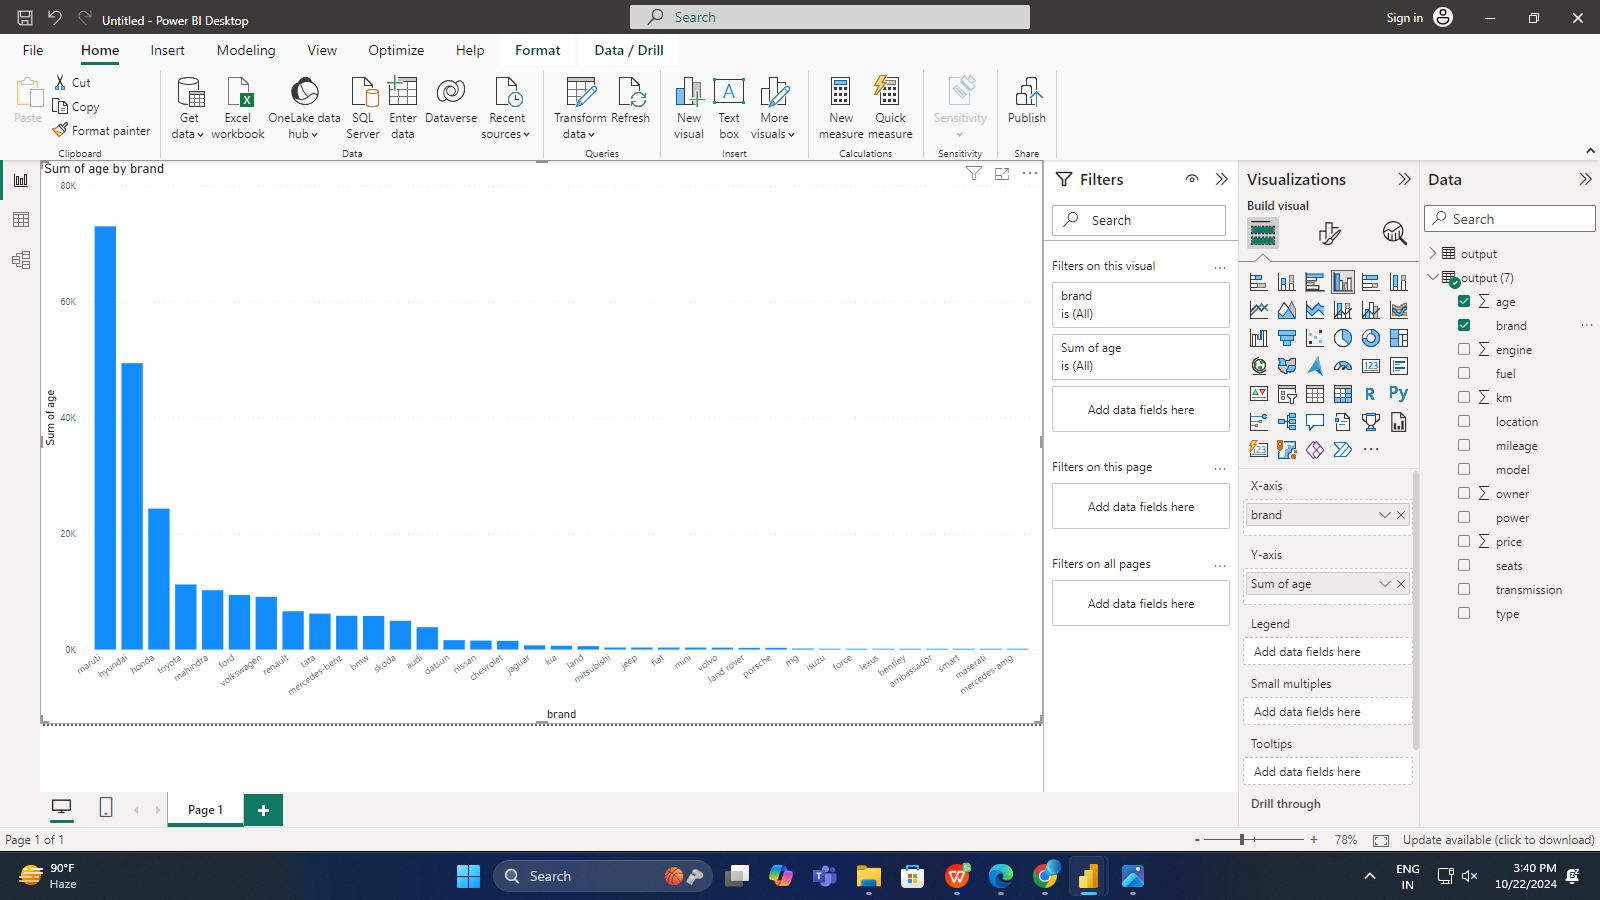 Untitled - Power BI Desktop
Search
Sign in
File
Home
Insert
Modeling
View
Optimize
Help
Format
Data / Drill
Paste
Cut
Copy
Format painter
Clipboard
Get data
Excel workbook
OneLake data hub
SQL Server
Enter data
Dataverse
Recent sources
Data
Transform data
Refresh
Queries
New visual
Text box
More visuals
Insert
New measure
Quick measure
Calculations
Sensitivity
Sensitivity
Publish
Share
Sum of age by brand
80K
60K
40K
20K
0K
Sum of age
maruti
hyundai
honda
toyota
mahindra
ford
volkswagen
renault
tata
mercedes-benz
bmw
skoda
audi
datsun
nissan
chevrolet
jaguar
kia
land
mitsubishi
jeep
fiat
mini
volvo
land rover
porsche
mg
isuzu
force
lexus
bentley
ambassador
smart
maserati
mercedes-amg
brand
Filters
Search
Filters on this visual
brand
is (All)
Sum of age
is (All)
Add data fields here
Filters on this page
Add data fields here
Filters on all pages
Add data fields here
Visualizations
Build visual
123
R
Py
123
X-axis
brand
Y-axis
Sum of age
Legend
Add data fields here
Small multiples
Add data fields here
Tooltips
Add data fields here
Drill through
Data
Search
output
output (7)
age
brand
engine
fuel
km
location
mileage
model
owner
power
price
seats
transmission
type
Page 1
Page 1 of 1
78%
Update available (click to download)
90°F
Haze
Search
ENG
IN
3:40 PM
10/22/2024